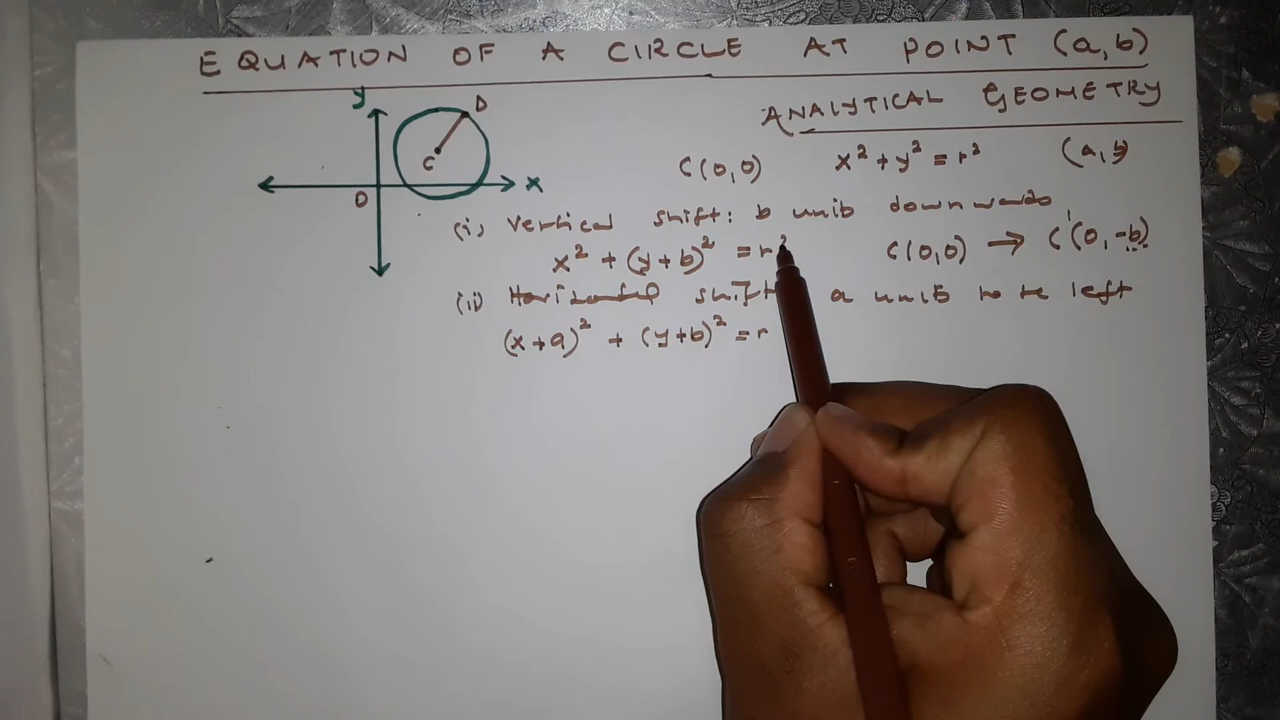 EQUATION OF A CIRCLE AT POINT (a,b)
ANALYTICAL GEOMETRY
y
D
C
x
O
C(0,0) x² + y² = r² (a,b)
(i) Vertical shift: b units downwards
x² + (y+b)² = r² C(0,0) → C'(0,-b)
(ii) Horizontal shift a units to the left
(x+a)² + (y+b)² = r